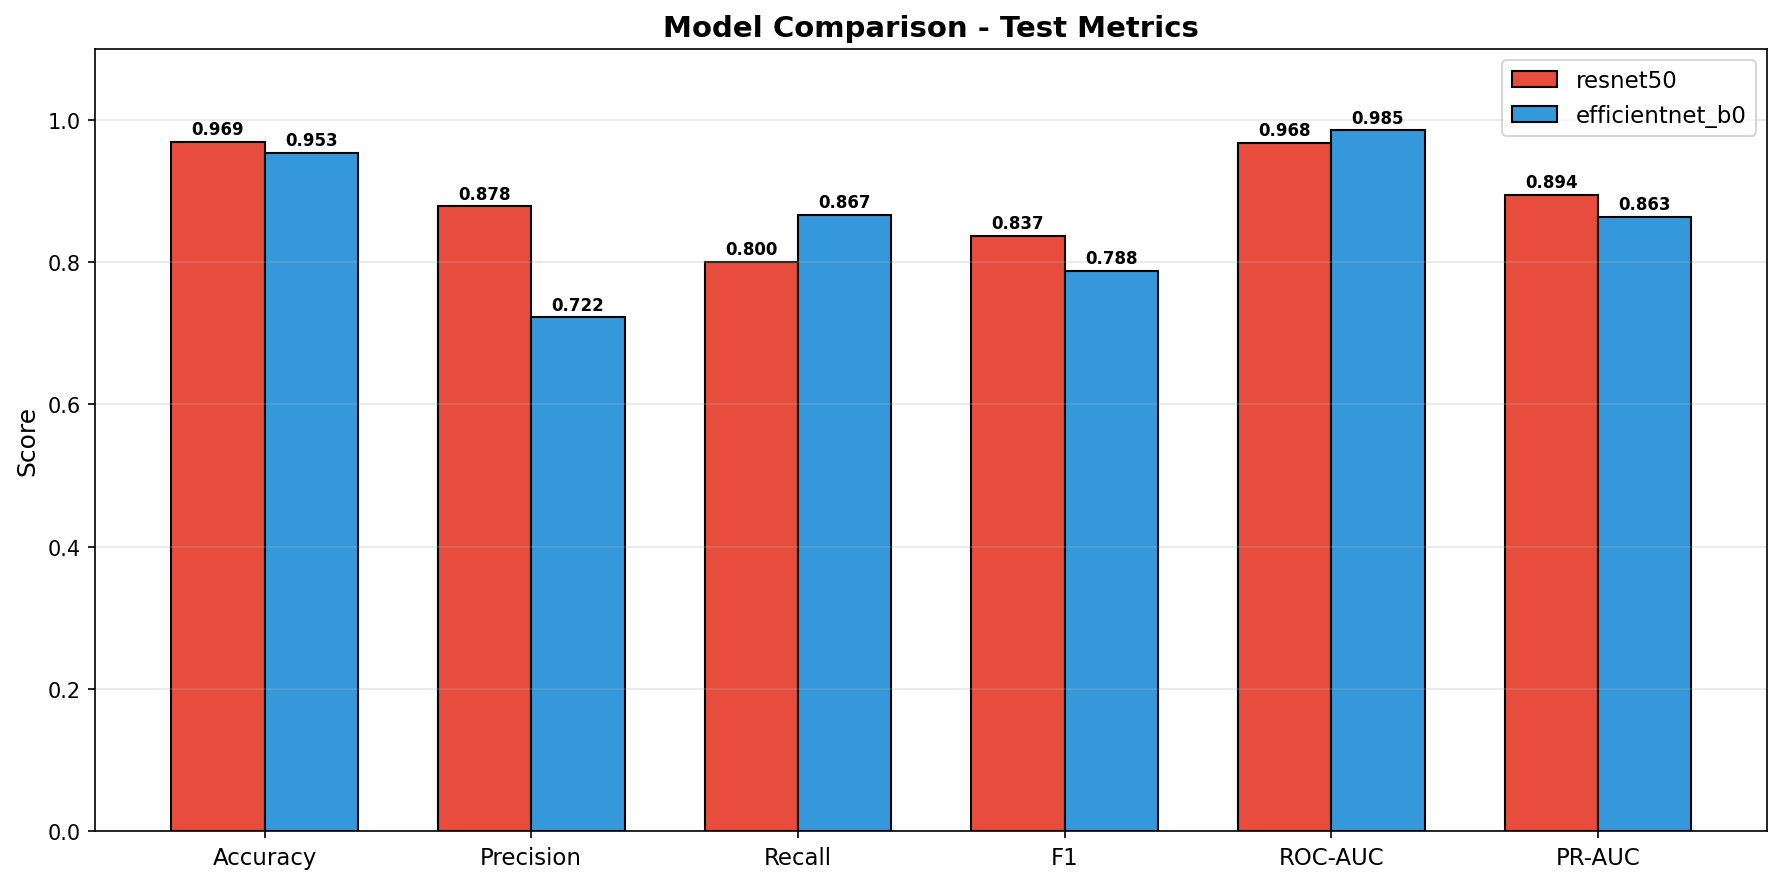 Model Comparison - Test Metrics
resnet50
efficientnet_b0
Score
1.0
0.8
0.6
0.4
0.2
0.0
0.969
0.953
0.878
0.722
0.800
0.867
0.837
0.788
0.968
0.985
0.894
0.863
Accuracy
Precision
Recall
F1
ROC-AUC
PR-AUC